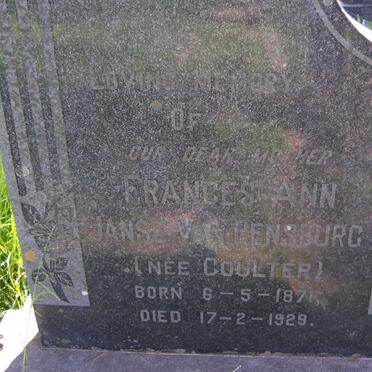 LOVING MEMORY
OF
OUR DEAR MOTHER
FRANCES ANN
JANSE V. RENSBURG
(NEE COULTER)
BORN 6-5-1871.
DIED 17-2-1929.